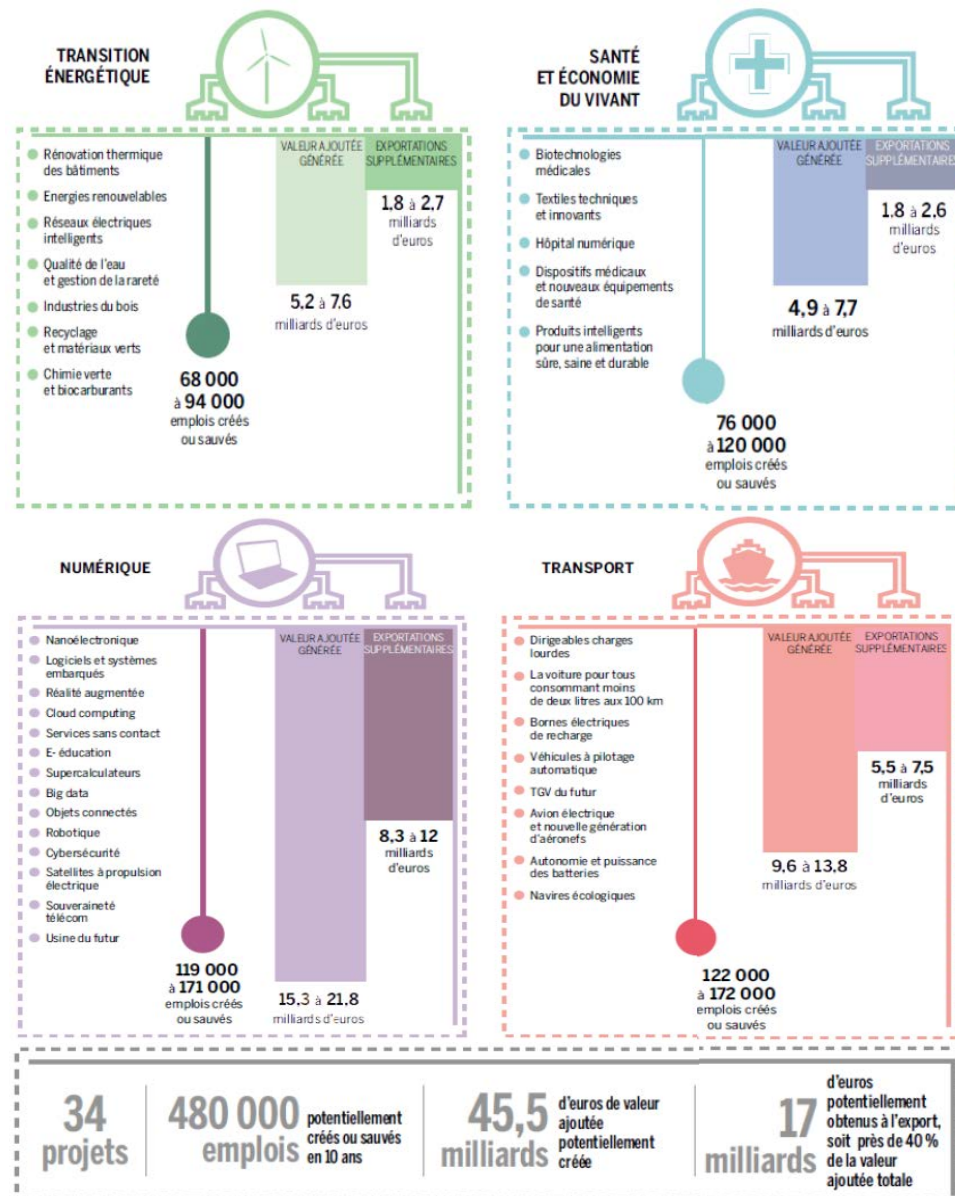 TRANSITION
ÉNERGÉTIQUE
Rénovation thermique
des bâtiments
Energies renouvelables
Réseaux électriques
intelligents
Qualité de l'eau
et gestion de la rareté
Industries du bois
Recyclage
et matériaux verts
Chimie verte
et biocarburants
68 000
à 94 000
emplois créés
ou sauvés
VALEUR AJOUTÉE
GÉNÉRÉE
5,2 à 7,6
milliards d'euros
EXPORTATIONS
SUPPLÉMENTAIRES
1,8 à 2,7
milliards
d'euros
SANTÉ
ET ÉCONOMIE
DU VIVANT
Biotechnologies
médicales
Textiles techniques
et innovants
Hôpital numérique
Dispositifs médicaux
et nouveaux équipements
de santé
Produits intelligents
pour une alimentation
sûre, saine et durable
76 000
à 120 000
emplois créés
ou sauvés
VALEUR AJOUTÉE
GÉNÉRÉE
4,9 à 7,7
milliards d'euros
EXPORTATIONS
SUPPLÉMENTAIRES
1,8 à 2,6
milliards
d'euros
NUMÉRIQUE
Nanoélectronique
Logiciels et systèmes
embarqués
Réalité augmentée
Cloud computing
Services sans contact
E- éducation
Supercalculateurs
Big data
Objets connectés
Robotique
Cybersécurité
Satellites à propulsion
électrique
Souveraineté
télécom
Usine du futur
119 000
à 171 000
emplois créés
ou sauvés
VALEUR AJOUTÉE
GÉNÉRÉE
15,3 à 21,8
milliards d'euros
EXPORTATIONS
SUPPLÉMENTAIRES
8,3 à 12
milliards
d'euros
TRANSPORT
Dirigeables charges
lourdes
La voiture pour tous
consommant moins
de deux litres aux 100 km
Bornes électriques
de recharge
Véhicules à pilotage
automatique
TGV du futur
Avion électrique
et nouvelle génération
d'aéronefs
Autonomie et puissance
des batteries
Navires écologiques
122 000
à 172 000
emplois créés
ou sauvés
VALEUR AJOUTÉE
GÉNÉRÉE
9,6 à 13,8
milliards d'euros
EXPORTATIONS
SUPPLÉMENTAIRES
5,5 à 7,5
milliards
d'euros
34
projets
480 000
emplois
potentiellement
créés ou sauvés
en 10 ans
45,5
milliards
d'euros de valeur
ajoutée
potentiellement
créée
17
milliards
d'euros
potentiellement
obtenus à l'export,
soit près de 40 %
de la valeur
ajoutée totale